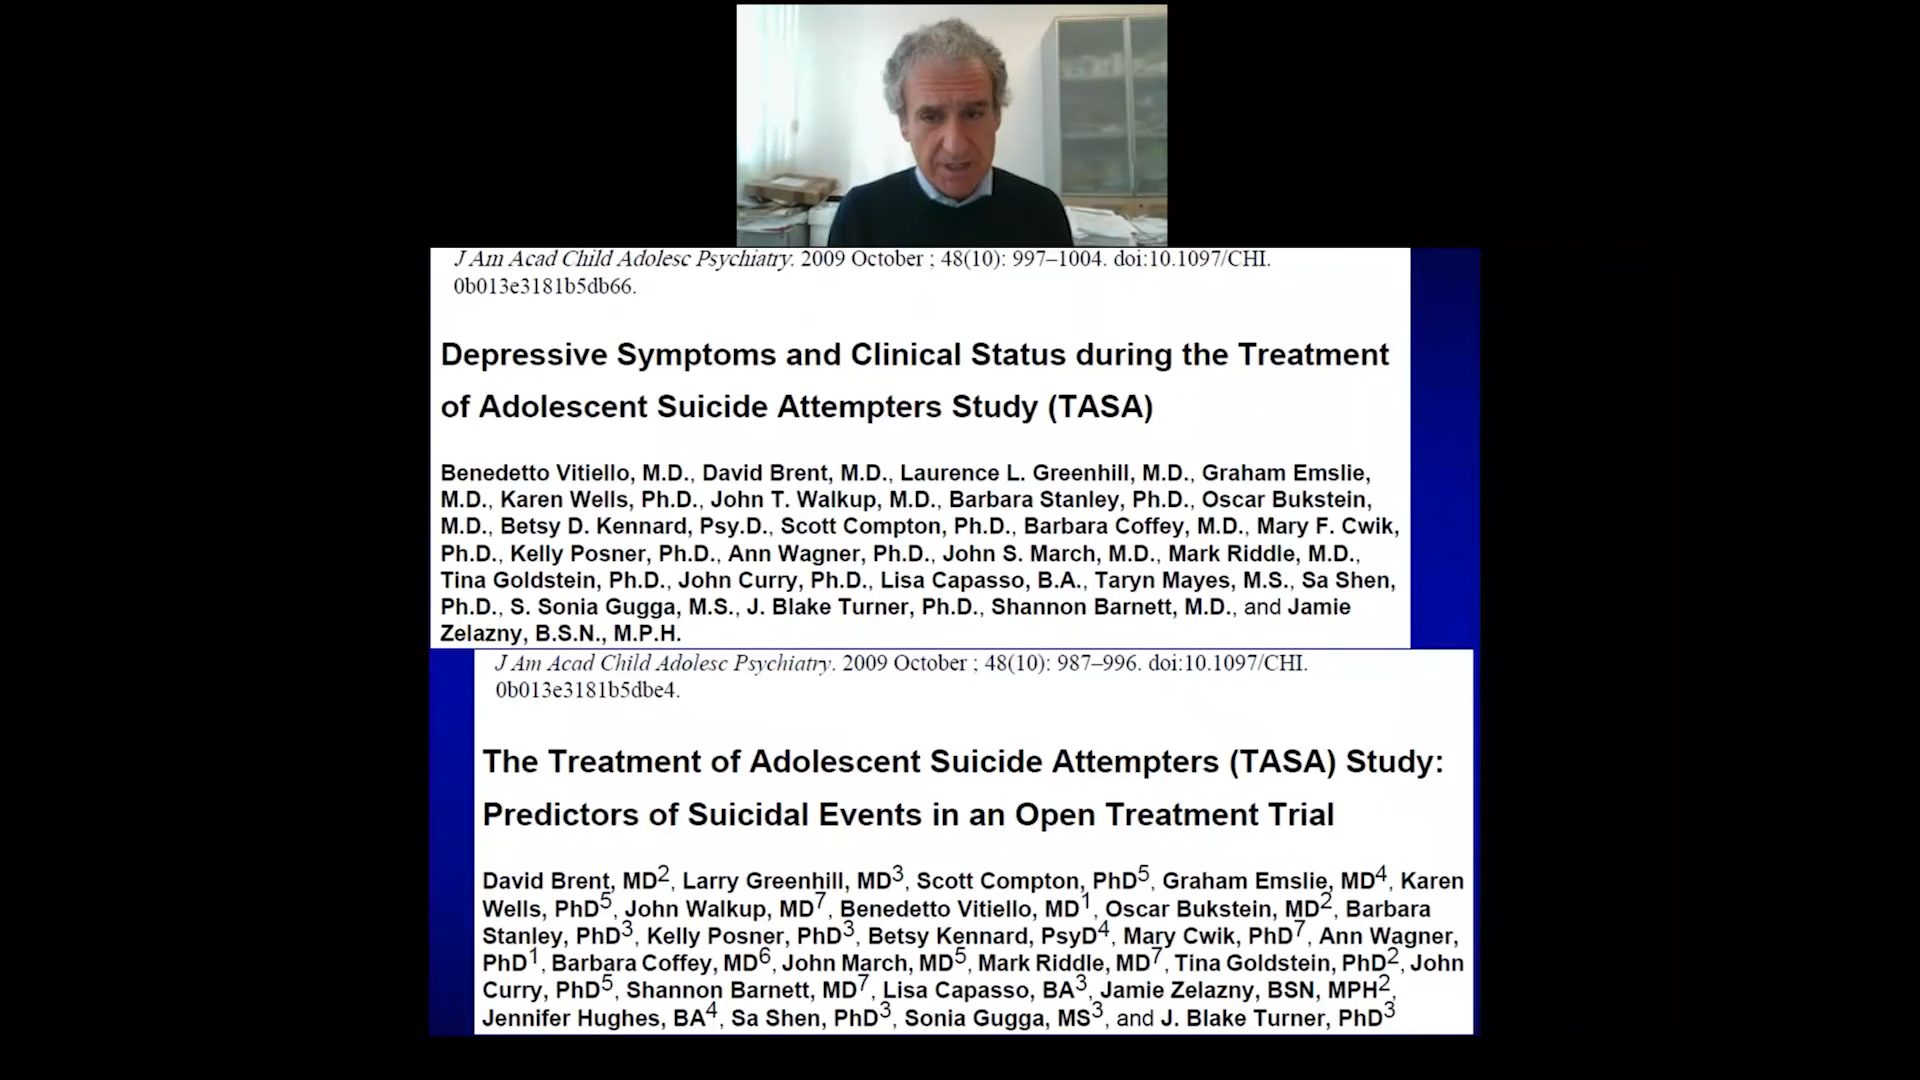 J Am Acad Child Adolesc Psychiatry. 2009 October ; 48(10): 997–1004. doi:10.1097/CHI.
0b013e3181b5db66.
Depressive Symptoms and Clinical Status during the Treatment
of Adolescent Suicide Attempters Study (TASA)
Benedetto Vitiello, M.D., David Brent, M.D., Laurence L. Greenhill, M.D., Graham Emslie,
M.D., Karen Wells, Ph.D., John T. Walkup, M.D., Barbara Stanley, Ph.D., Oscar Bukstein,
M.D., Betsy D. Kennard, Psy.D., Scott Compton, Ph.D., Barbara Coffey, M.D., Mary F. Cwik,
Ph.D., Kelly Posner, Ph.D., Ann Wagner, Ph.D., John S. March, M.D., Mark Riddle, M.D.,
Tina Goldstein, Ph.D., John Curry, Ph.D., Lisa Capasso, B.A., Taryn Mayes, M.S., Sa Shen,
Ph.D., S. Sonia Gugga, M.S., J. Blake Turner, Ph.D., Shannon Barnett, M.D., and Jamie
Zelazny, B.S.N., M.P.H.
J Am Acad Child Adolesc Psychiatry. 2009 October ; 48(10): 987–996. doi:10.1097/CHI.
0b013e3181b5dbe4.
The Treatment of Adolescent Suicide Attempters (TASA) Study:
Predictors of Suicidal Events in an Open Treatment Trial
David Brent, MD2, Larry Greenhill, MD3, Scott Compton, PhD5, Graham Emslie, MD4, Karen
Wells, PhD5, John Walkup, MD7, Benedetto Vitiello, MD1, Oscar Bukstein, MD2, Barbara
Stanley, PhD3, Kelly Posner, PhD3, Betsy Kennard, PsyD4, Mary Cwik, PhD7, Ann Wagner,
PhD1, Barbara Coffey, MD6, John March, MD5, Mark Riddle, MD7, Tina Goldstein, PhD2, John
Curry, PhD5, Shannon Barnett, MD7, Lisa Capasso, BA3, Jamie Zelazny, BSN, MPH2,
Jennifer Hughes, BA4, Sa Shen, PhD3, Sonia Gugga, MS3, and J. Blake Turner, PhD3